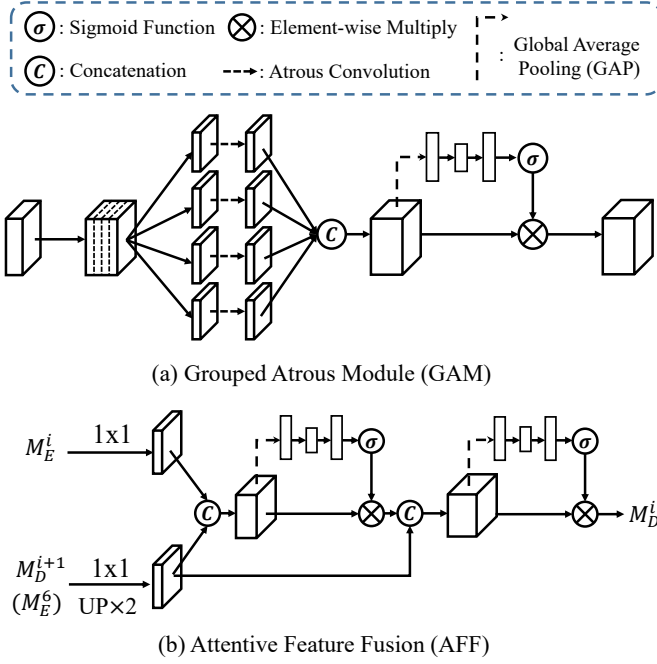 σ : Sigmoid Function ⊗ : Element-wise Multiply
C : Concatenation : Atrous Convolution
: Global Average
Pooling (GAP)
σ
C
(a) Grouped Atrous Module (GAM)
M_E^i 1x1
σ σ
C C M_D^i
M_D^{i+1} 1x1
(M_E^6) UP×2
(b) Attentive Feature Fusion (AFF)